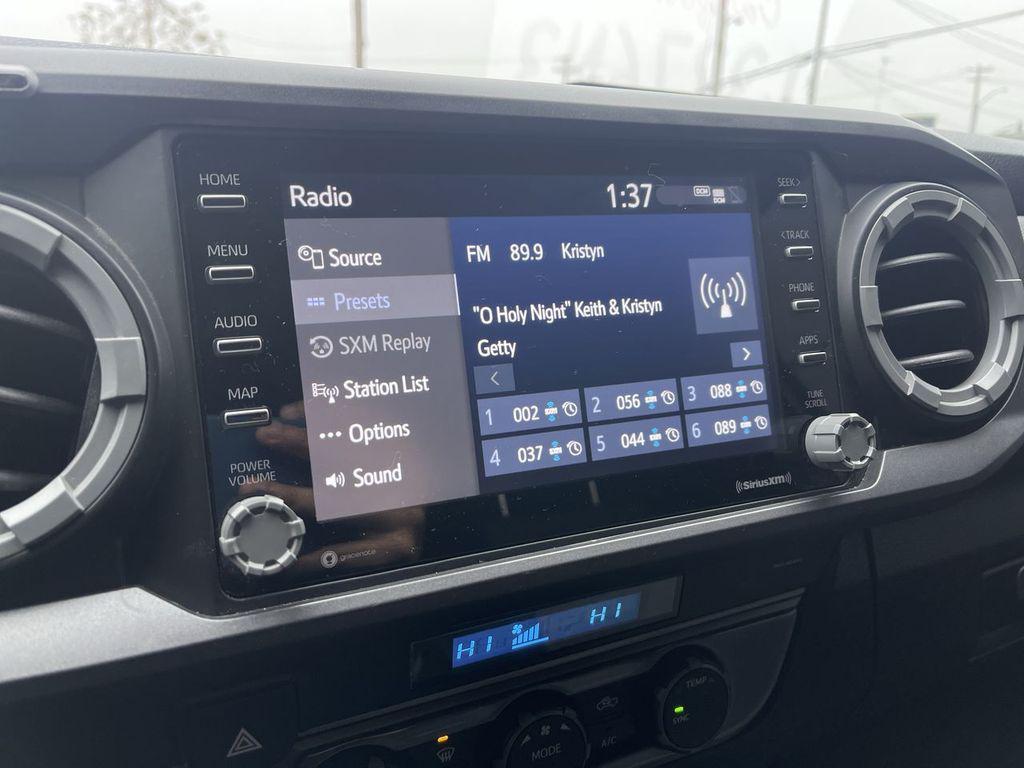 HOME
MENU
AUDIO
MAP
POWER
VOLUME
Radio
1:37
DCM
DCM
Source
Presets
SXM Replay
Station List
Options
Sound
FM 89.9 Kristyn
"O Holy Night" Keith & Kristyn
Getty
<
>
1 002
2 056
3 088
4 037
5 044
6 089
SEEK >
< TRACK
PHONE
APPS
TUNE
SCROLL
SiriusXM
gracenote
HI HI
TEMP
SYNC
MODE
A/C